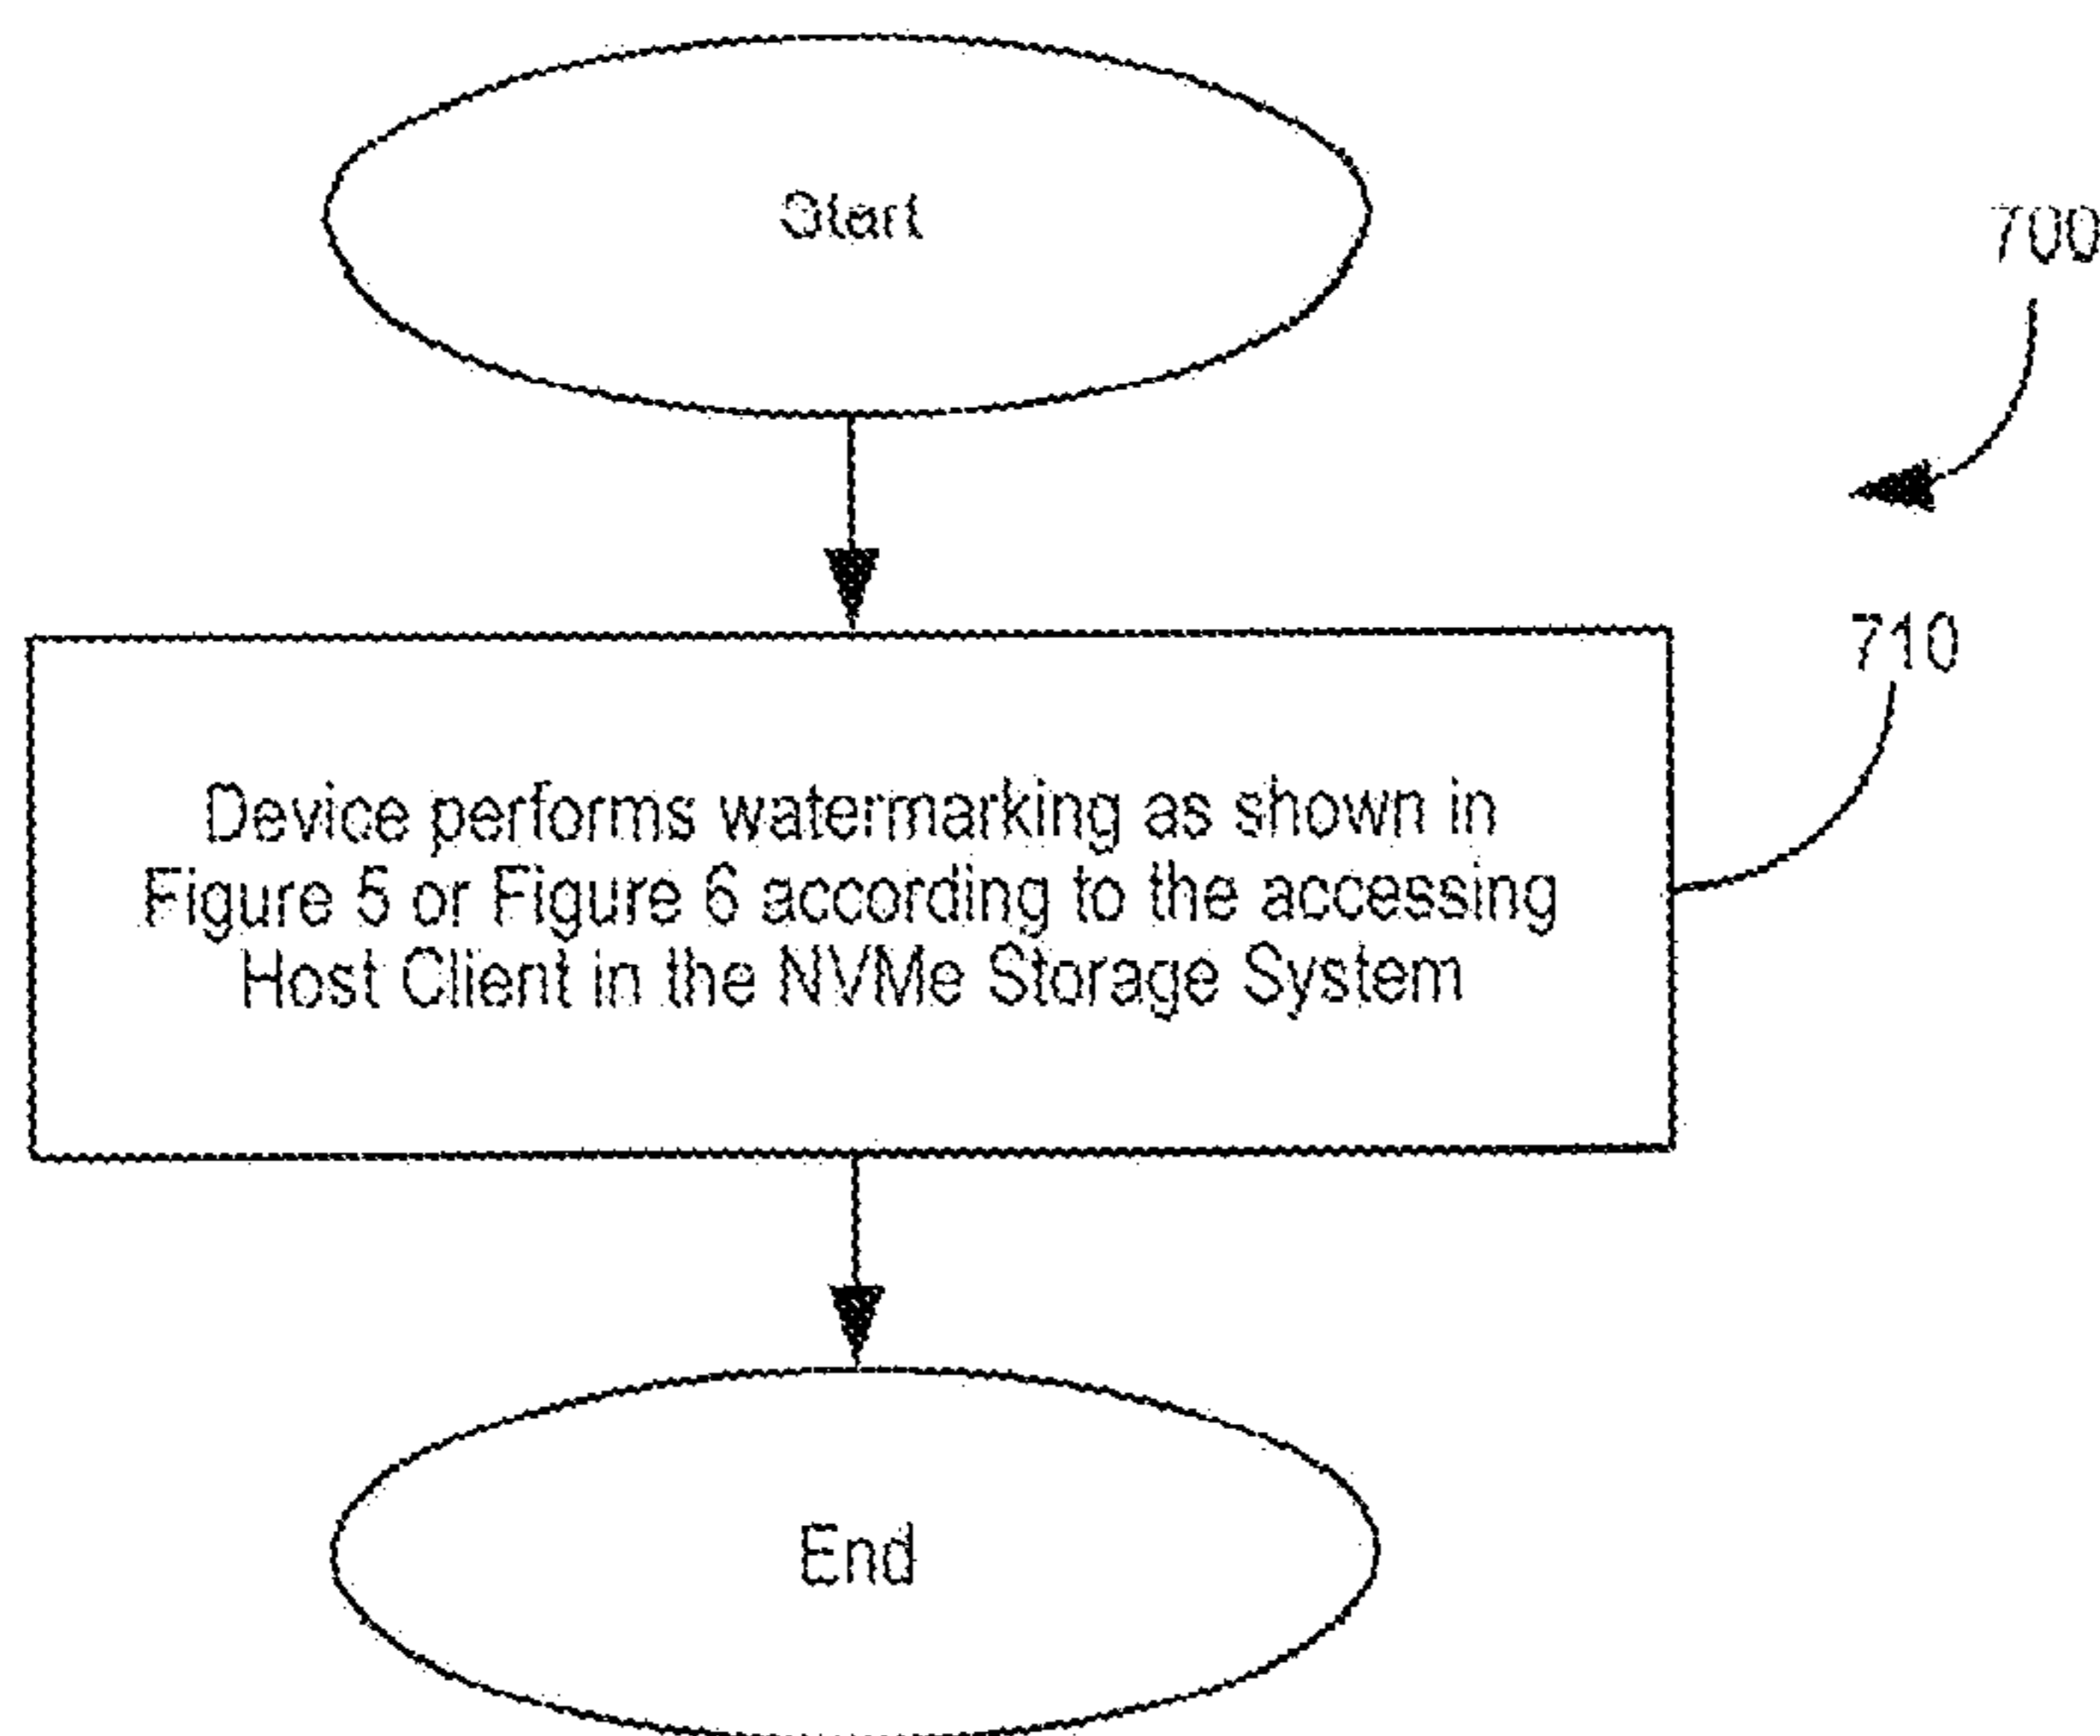 Start
700
710
Device performs watermarking as shown in
Figure 5 or Figure 6 according to the accessing
Host Client in the NVMe Storage System
End